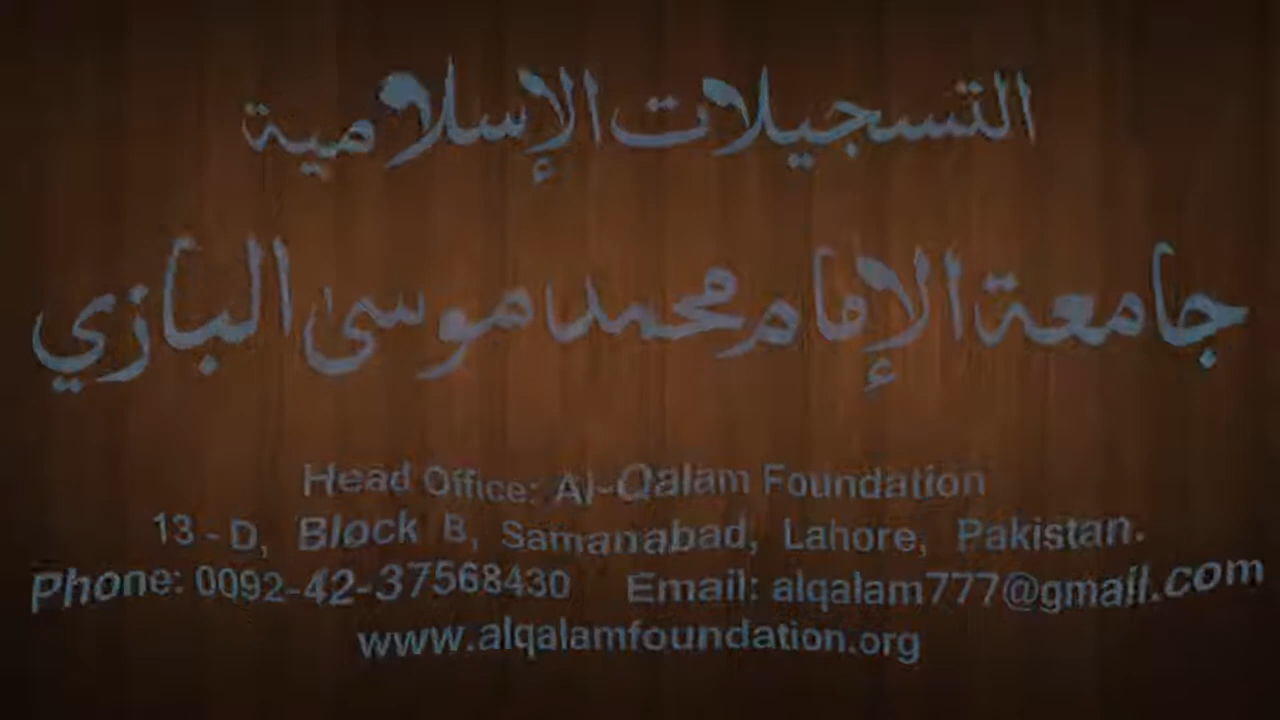 التسجيلات الإسلامية
جامعة الإمام محمد موسىٰ البازي
Head Office: Al-Qalam Foundation
13 - D, Block B, Samanabad, Lahore, Pakistan.
Phone: 0092-42-37568430 Email: alqalam777@gmail.com
www.alqalamfoundation.org